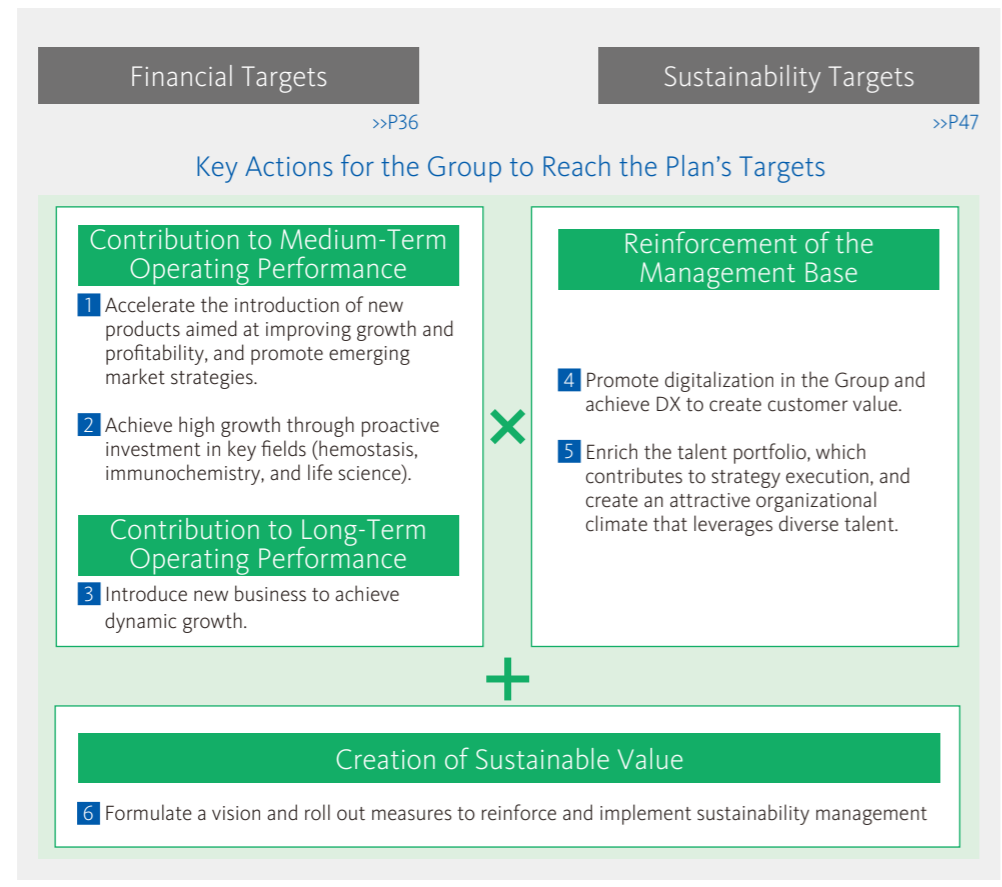 Financial Targets
>>P36
Sustainability Targets
>>P47
Key Actions for the Group to Reach the Plan’s Targets
Contribution to Medium-Term
Operating Performance
1 Accelerate the introduction of new
products aimed at improving growth and
profitability, and promote emerging
market strategies.
2 Achieve high growth through proactive
investment in key fields (hemostasis,
immunochemistry, and life science).
Contribution to Long-Term
Operating Performance
3 Introduce new business to achieve
dynamic growth.
×
Reinforcement of the
Management Base
4 Promote digitalization in the Group and
achieve DX to create customer value.
5 Enrich the talent portfolio, which
contributes to strategy execution, and
create an attractive organizational
climate that leverages diverse talent.
+
Creation of Sustainable Value
6 Formulate a vision and roll out measures to reinforce and implement sustainability management